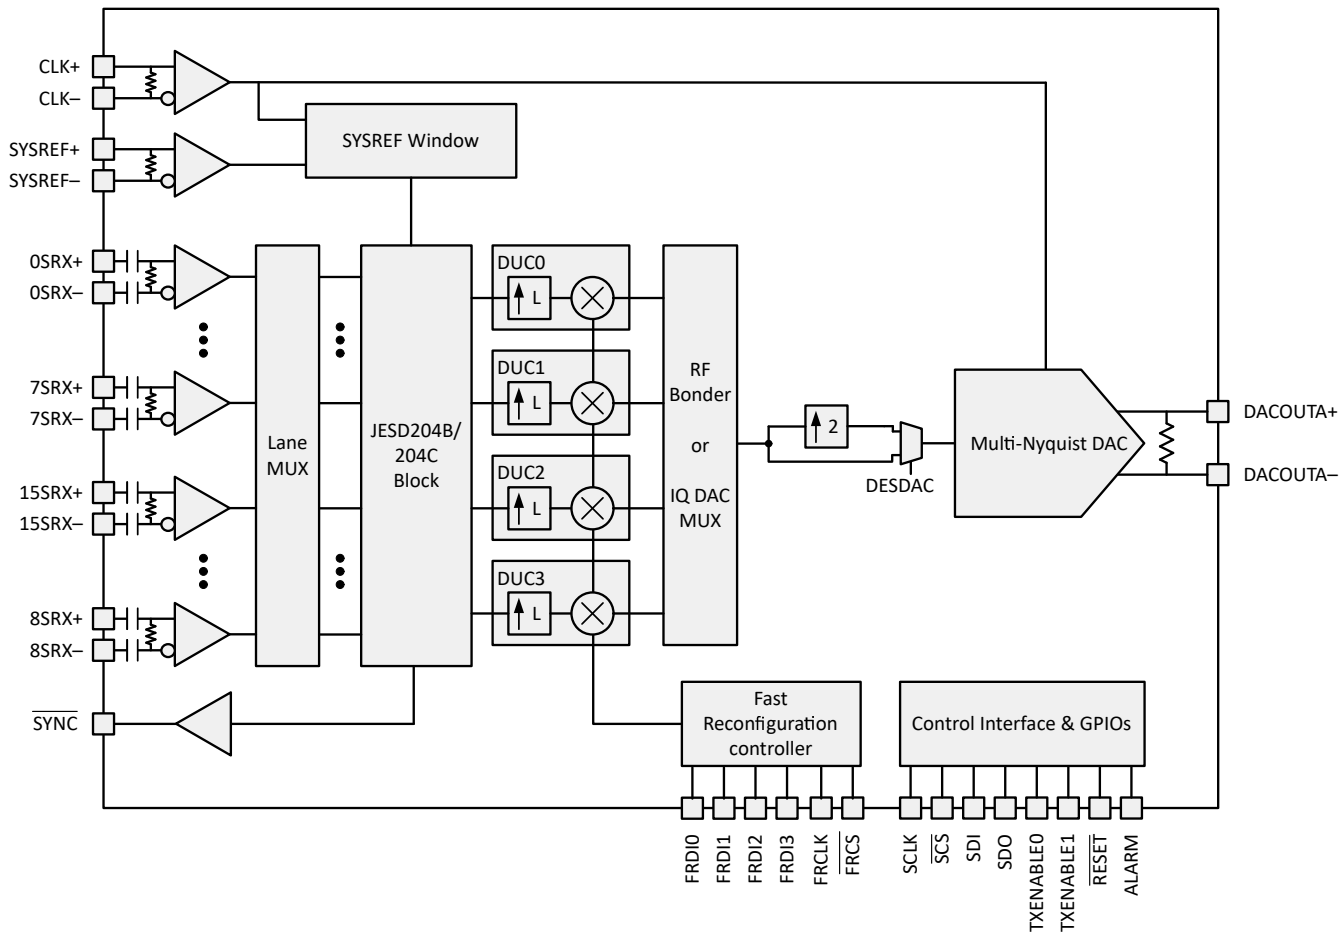 CLK+
CLK–
SYSREF+
SYSREF–
SYSREF Window
0SRX+
0SRX–
7SRX+
7SRX–
15SRX+
15SRX–
8SRX+
8SRX–
SYNC
Lane
MUX
JESD204B/
204C
Block
DUC0
L
DUC1
L
DUC2
L
DUC3
L
RF
Bonder
or
IQ DAC
MUX
2
DESDAC
Multi-Nyquist DAC
DACOUTA+
DACOUTA–
Fast
Reconfiguration
controller
Control Interface & GPIOs
FRDI0
FRDI1
FRDI2
FRDI3
FRCLK
FRCS
SCLK
SCS
SDI
SDO
TXENABLE0
TXENABLE1
RESET
ALARM